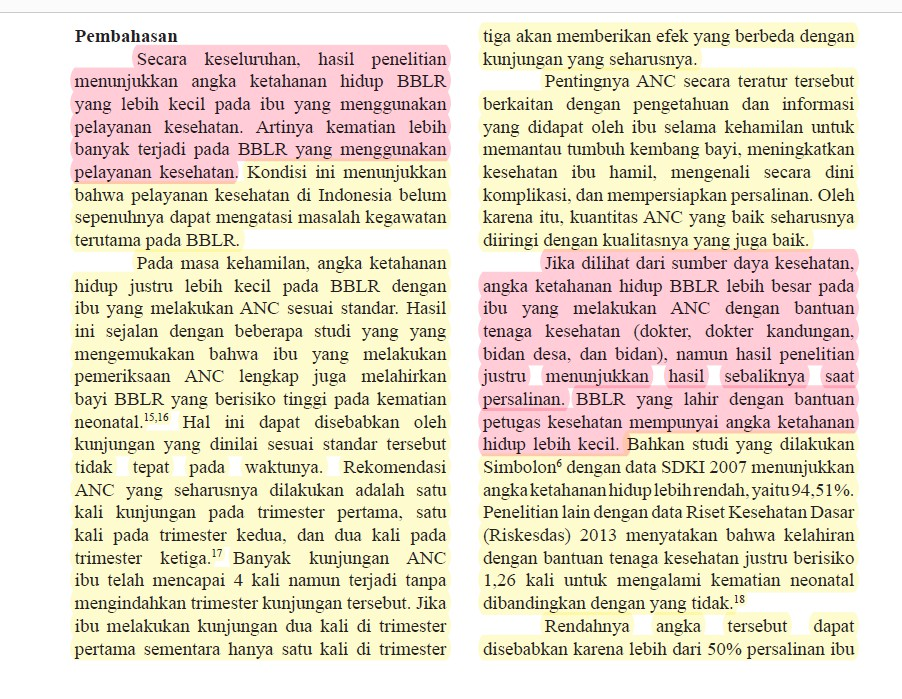 Pembahasan
Secara keseluruhan, hasil penelitian
menunjukkan angka ketahanan hidup BBLR
yang lebih kecil pada ibu yang menggunakan
pelayanan kesehatan. Artinya kematian lebih
banyak terjadi pada BBLR yang menggunakan
pelayanan kesehatan. Kondisi ini menunjukkan
bahwa pelayanan kesehatan di Indonesia belum
sepenuhnya dapat mengatasi masalah kegawatan
terutama pada BBLR.
Pada masa kehamilan, angka ketahanan
hidup justru lebih kecil pada BBLR dengan
ibu yang melakukan ANC sesuai standar. Hasil
ini sejalan dengan beberapa studi yang yang
mengemukakan bahwa ibu yang melakukan
pemeriksaan ANC lengkap juga melahirkan
bayi BBLR yang berisiko tinggi pada kematian
neonatal.15,16 Hal ini dapat disebabkan oleh
kunjungan yang dinilai sesuai standar tersebut
tidak tepat pada waktunya. Rekomendasi
ANC yang seharusnya dilakukan adalah satu
kali kunjungan pada trimester pertama, satu
kali pada trimester kedua, dan dua kali pada
trimester ketiga.17 Banyak kunjungan ANC
ibu telah mencapai 4 kali namun terjadi tanpa
mengindahkan trimester kunjungan tersebut. Jika
ibu melakukan kunjungan dua kali di trimester
pertama sementara hanya satu kali di trimester
tiga akan memberikan efek yang berbeda dengan
kunjungan yang seharusnya.
Pentingnya ANC secara teratur tersebut
berkaitan dengan pengetahuan dan informasi
yang didapat oleh ibu selama kehamilan untuk
memantau tumbuh kembang bayi, meningkatkan
kesehatan ibu hamil, mengenali secara dini
komplikasi, dan mempersiapkan persalinan. Oleh
karena itu, kuantitas ANC yang baik seharusnya
diiringi dengan kualitasnya yang juga baik.
Jika dilihat dari sumber daya kesehatan,
angka ketahanan hidup BBLR lebih besar pada
ibu yang melakukan ANC dengan bantuan
tenaga kesehatan (dokter, dokter kandungan,
bidan desa, dan bidan), namun hasil penelitian
justru menunjukkan hasil sebaliknya saat
persalinan. BBLR yang lahir dengan bantuan
petugas kesehatan mempunyai angka ketahanan
hidup lebih kecil. Bahkan studi yang dilakukan
Simbolon6 dengan data SDKI 2007 menunjukkan
angka ketahanan hidup lebih rendah, yaitu 94,51%.
Penelitian lain dengan data Riset Kesehatan Dasar
(Riskesdas) 2013 menyatakan bahwa kelahiran
dengan bantuan tenaga kesehatan justru berisiko
1,26 kali untuk mengalami kematian neonatal
dibandingkan dengan yang tidak.18
Rendahnya angka tersebut dapat
disebabkan karena lebih dari 50% persalinan ibu